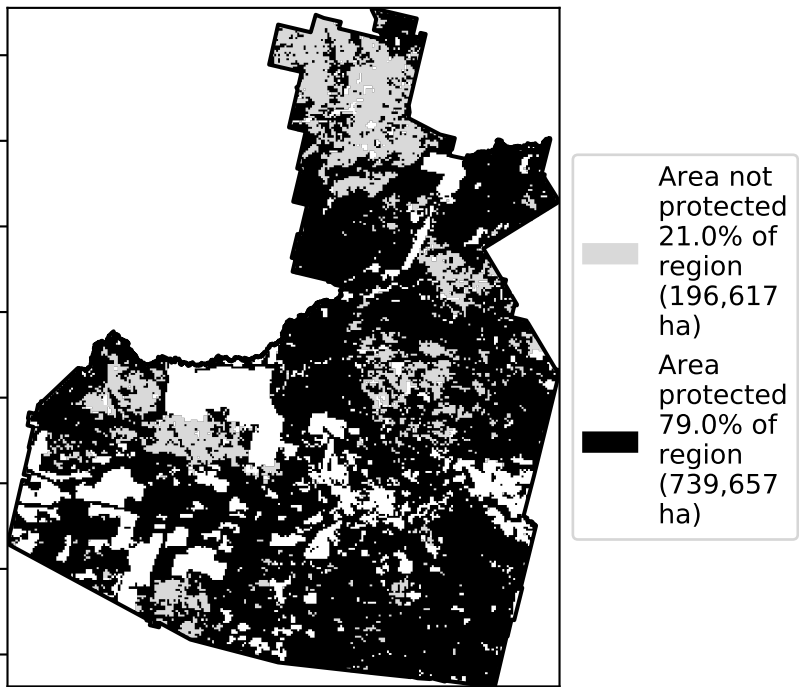 Area not
protected
21.0% of
region
(196,617
ha)
Area
protected
79.0% of
region
(739,657
ha)